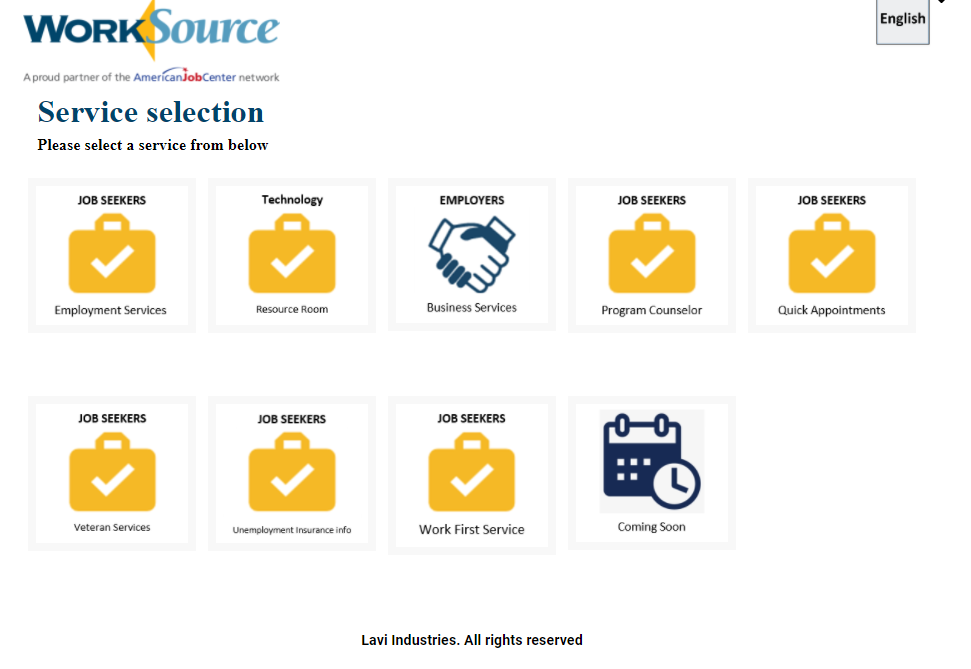 WorkSource
English
A proud partner of the AmericanJobCenter network
Service selection
Please select a service from below
JOB SEEKERS
Employment Services
Technology
Resource Room
EMPLOYERS
Business Services
JOB SEEKERS
Program Counselor
JOB SEEKERS
Quick Appointments
JOB SEEKERS
Veteran Services
JOB SEEKERS
Unemployment Insurance info
JOB SEEKERS
Work First Service
Coming Soon
Lavi Industries. All rights reserved